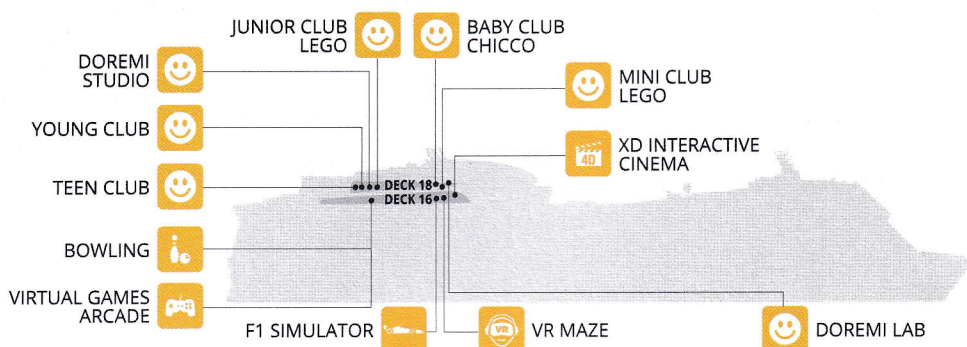 JUNIOR CLUB
LEGO
BABY CLUB
CHICCO
DOREMI
STUDIO
MINI CLUB
LEGO
YOUNG CLUB
XD INTERACTIVE
CINEMA
4D
TEEN CLUB
DECK 18
DECK 16
BOWLING
VIRTUAL GAMES
ARCADE
F1 SIMULATOR
VR
VR MAZE
DOREMI LAB